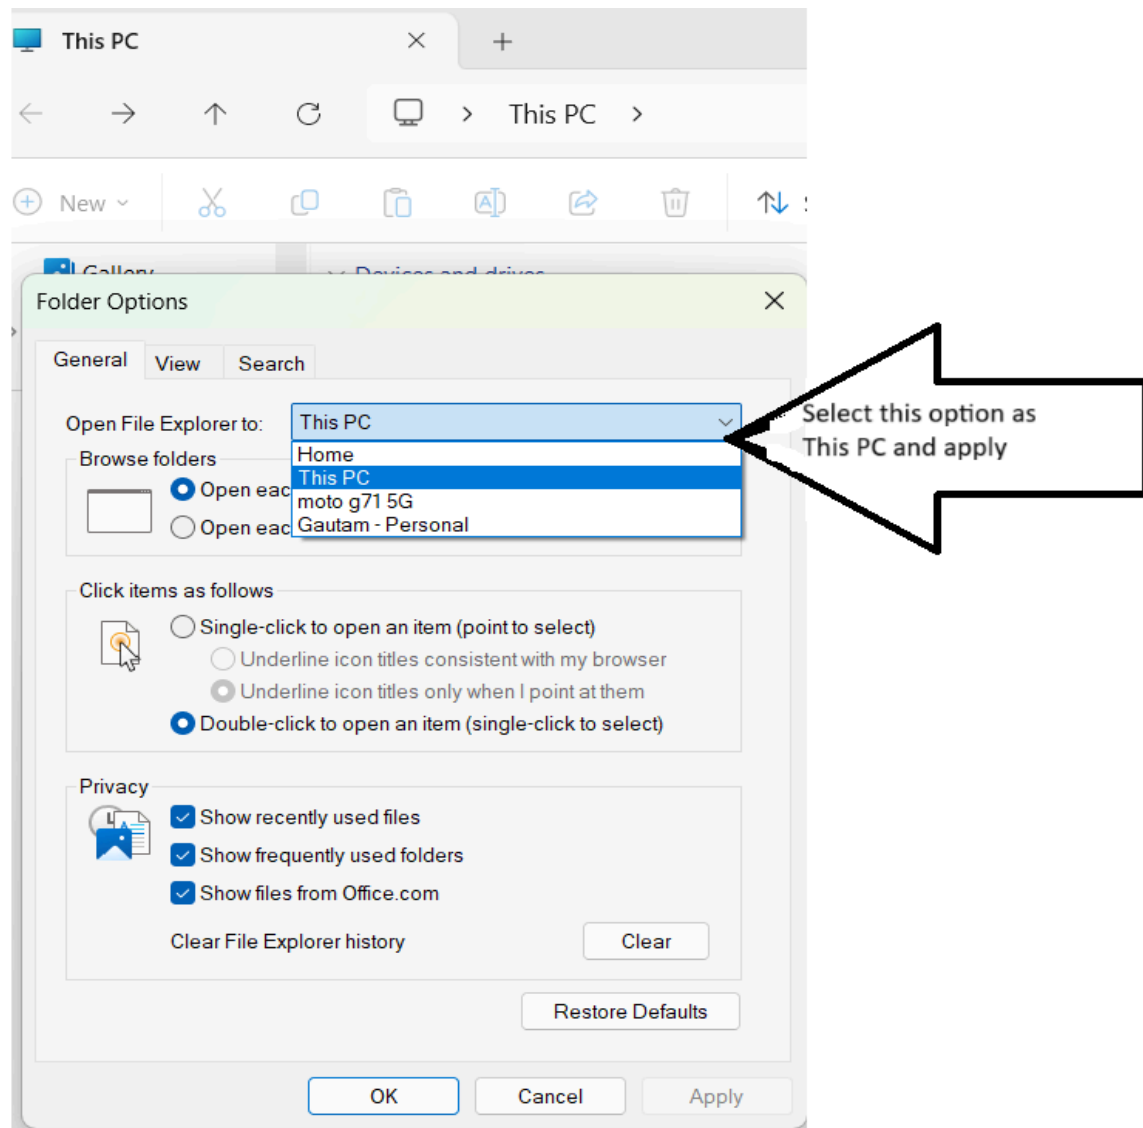 This PC
This PC
New
Gallery
Devices and drives
Folder Options
General View Search
Open File Explorer to: This PC
Home
This PC
moto g71 5G
Gautam - Personal
Browse folders
Open eac
Open eac
Select this option as
This PC and apply
Click items as follows
Single-click to open an item (point to select)
Underline icon titles consistent with my browser
Underline icon titles only when I point at them
Double-click to open an item (single-click to select)
Privacy
Show recently used files
Show frequently used folders
Show files from Office.com
Clear File Explorer history Clear
Restore Defaults
OK Cancel Apply